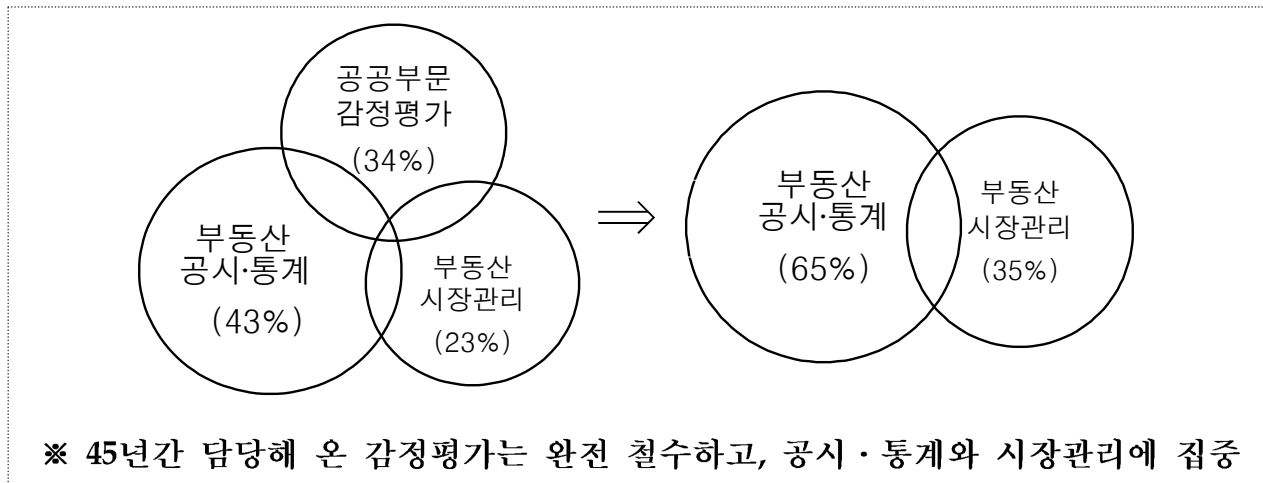 공공부문
감정평가
(34%)
부동산
공시·통계
(43%)
부동산
시장관리
(23%)
부동산
공시·통계
(65%)
부동산
시장관리
(35%)
※ 45년간 담당해 온 감정평가는 완전 철수하고, 공시·통계와 시장관리에 집중